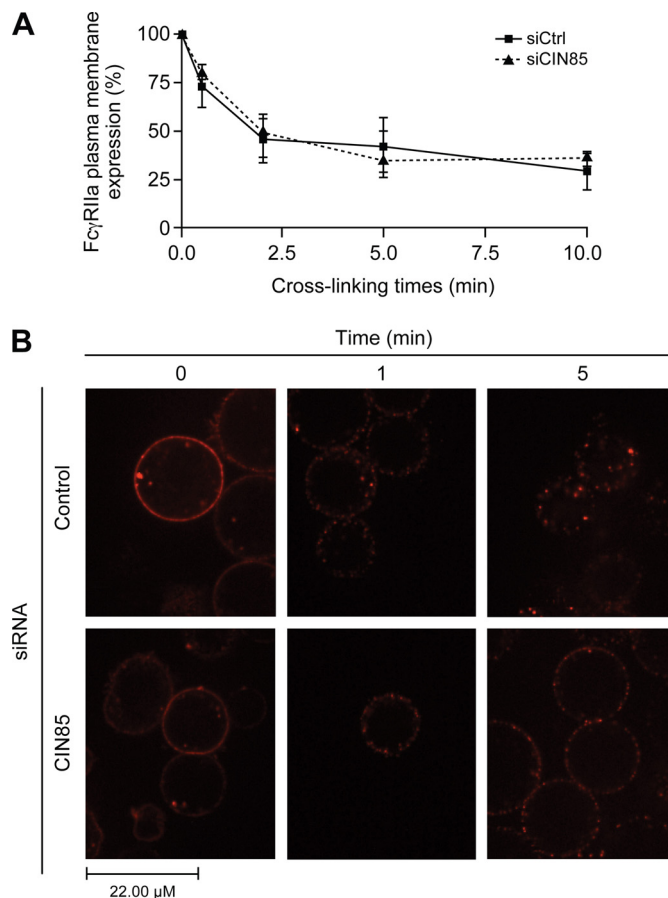 A
FcγRIIa plasma membrane
expression (%)
100
75
50
25
0
0.0
2.5
5.0
7.5
10.0
Cross-linking times (min)
siCtrl
siCIN85
B
Time (min)
0
1
5
siRNA
Control
CIN85
22.00 µM